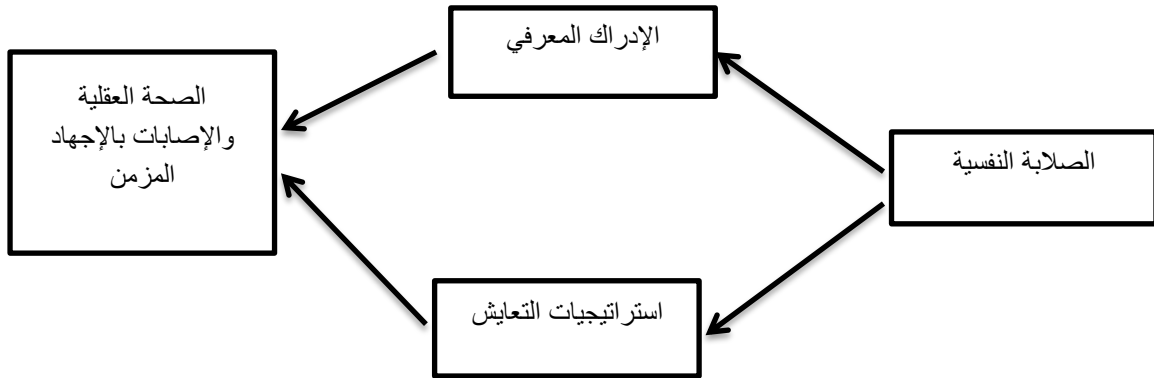 الإدراك المعرفي
الصلابة النفسية
الصحة العقلية
والإصابات بالإجهاد
المزمن
استراتيجيات التعايش